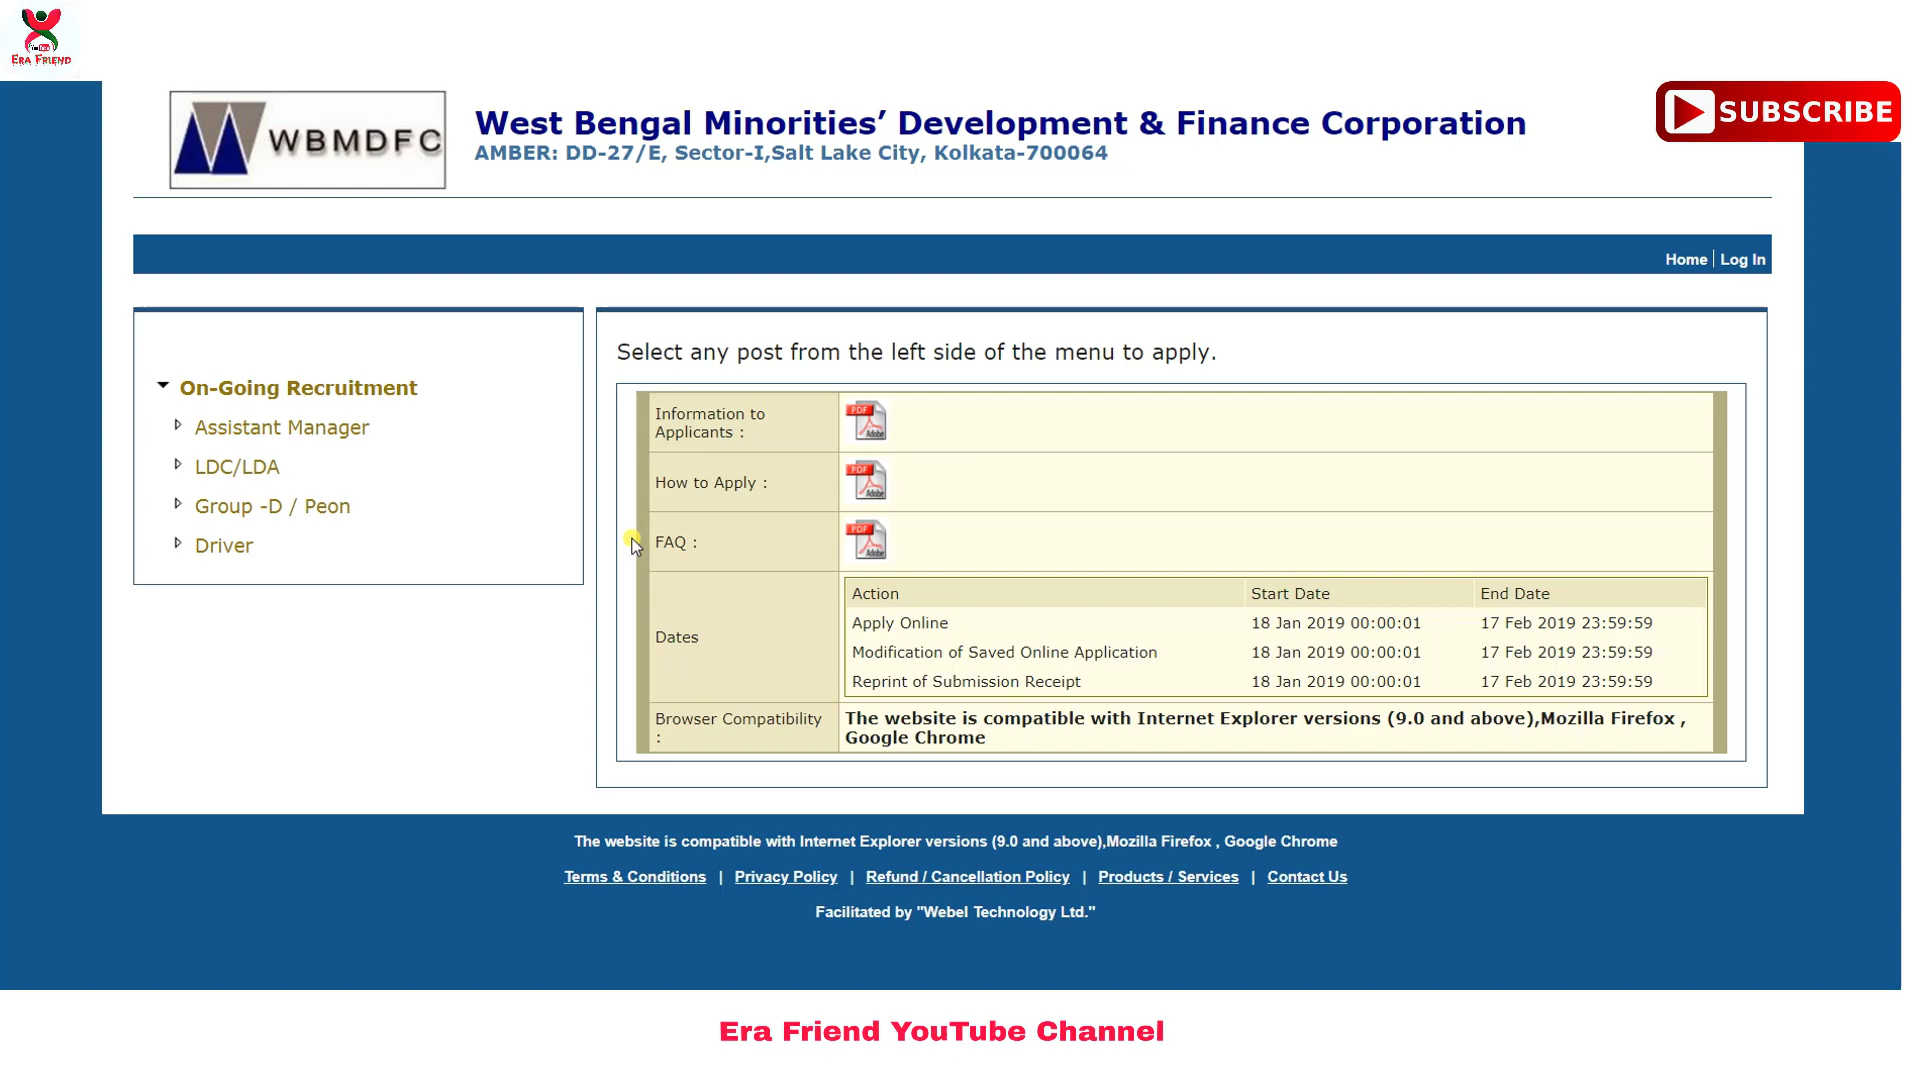 ERA FRIEND
WBMDFC
West Bengal Minorities’ Development & Finance Corporation
AMBER: DD-27/E, Sector-I,Salt Lake City, Kolkata-700064
SUBSCRIBE
Home | Log In
On-Going Recruitment
Assistant Manager
LDC/LDA
Group -D / Peon
Driver
Select any post from the left side of the menu to apply.
Information to
Applicants :
PDF
Adobe
How to Apply :
PDF
Adobe
FAQ :
PDF
Adobe
Dates
Action Start Date End Date
Apply Online 18 Jan 2019 00:00:01 17 Feb 2019 23:59:59
Modification of Saved Online Application 18 Jan 2019 00:00:01 17 Feb 2019 23:59:59
Reprint of Submission Receipt 18 Jan 2019 00:00:01 17 Feb 2019 23:59:59
Browser Compatibility
:
The website is compatible with Internet Explorer versions (9.0 and above),Mozilla Firefox ,
Google Chrome
The website is compatible with Internet Explorer versions (9.0 and above),Mozilla Firefox , Google Chrome
Terms & Conditions | Privacy Policy | Refund / Cancellation Policy | Products / Services | Contact Us
Facilitated by "Webel Technology Ltd."
Era Friend YouTube Channel